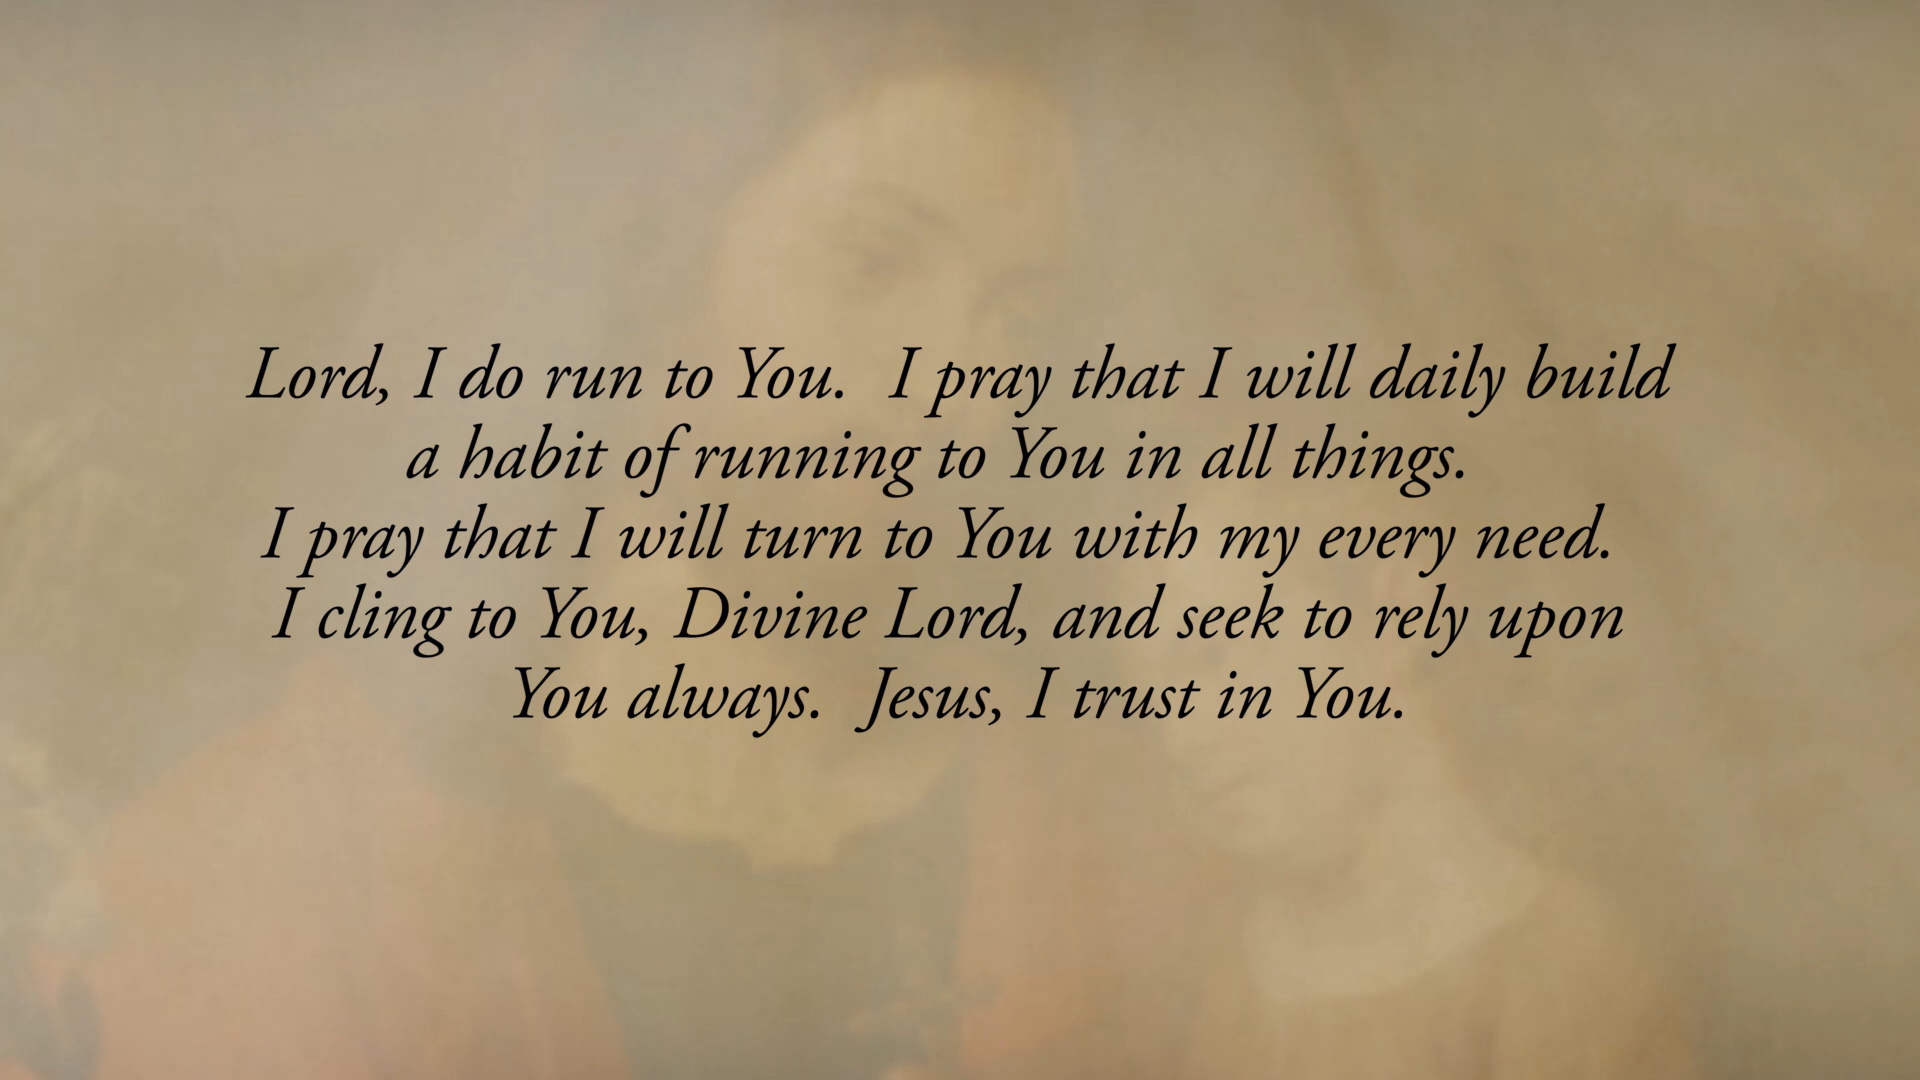 Lord, I do run to You.  I pray that I will daily build
a habit of running to You in all things.
I pray that I will turn to You with my every need.
I cling to You, Divine Lord, and seek to rely upon
You always.  Jesus, I trust in You.